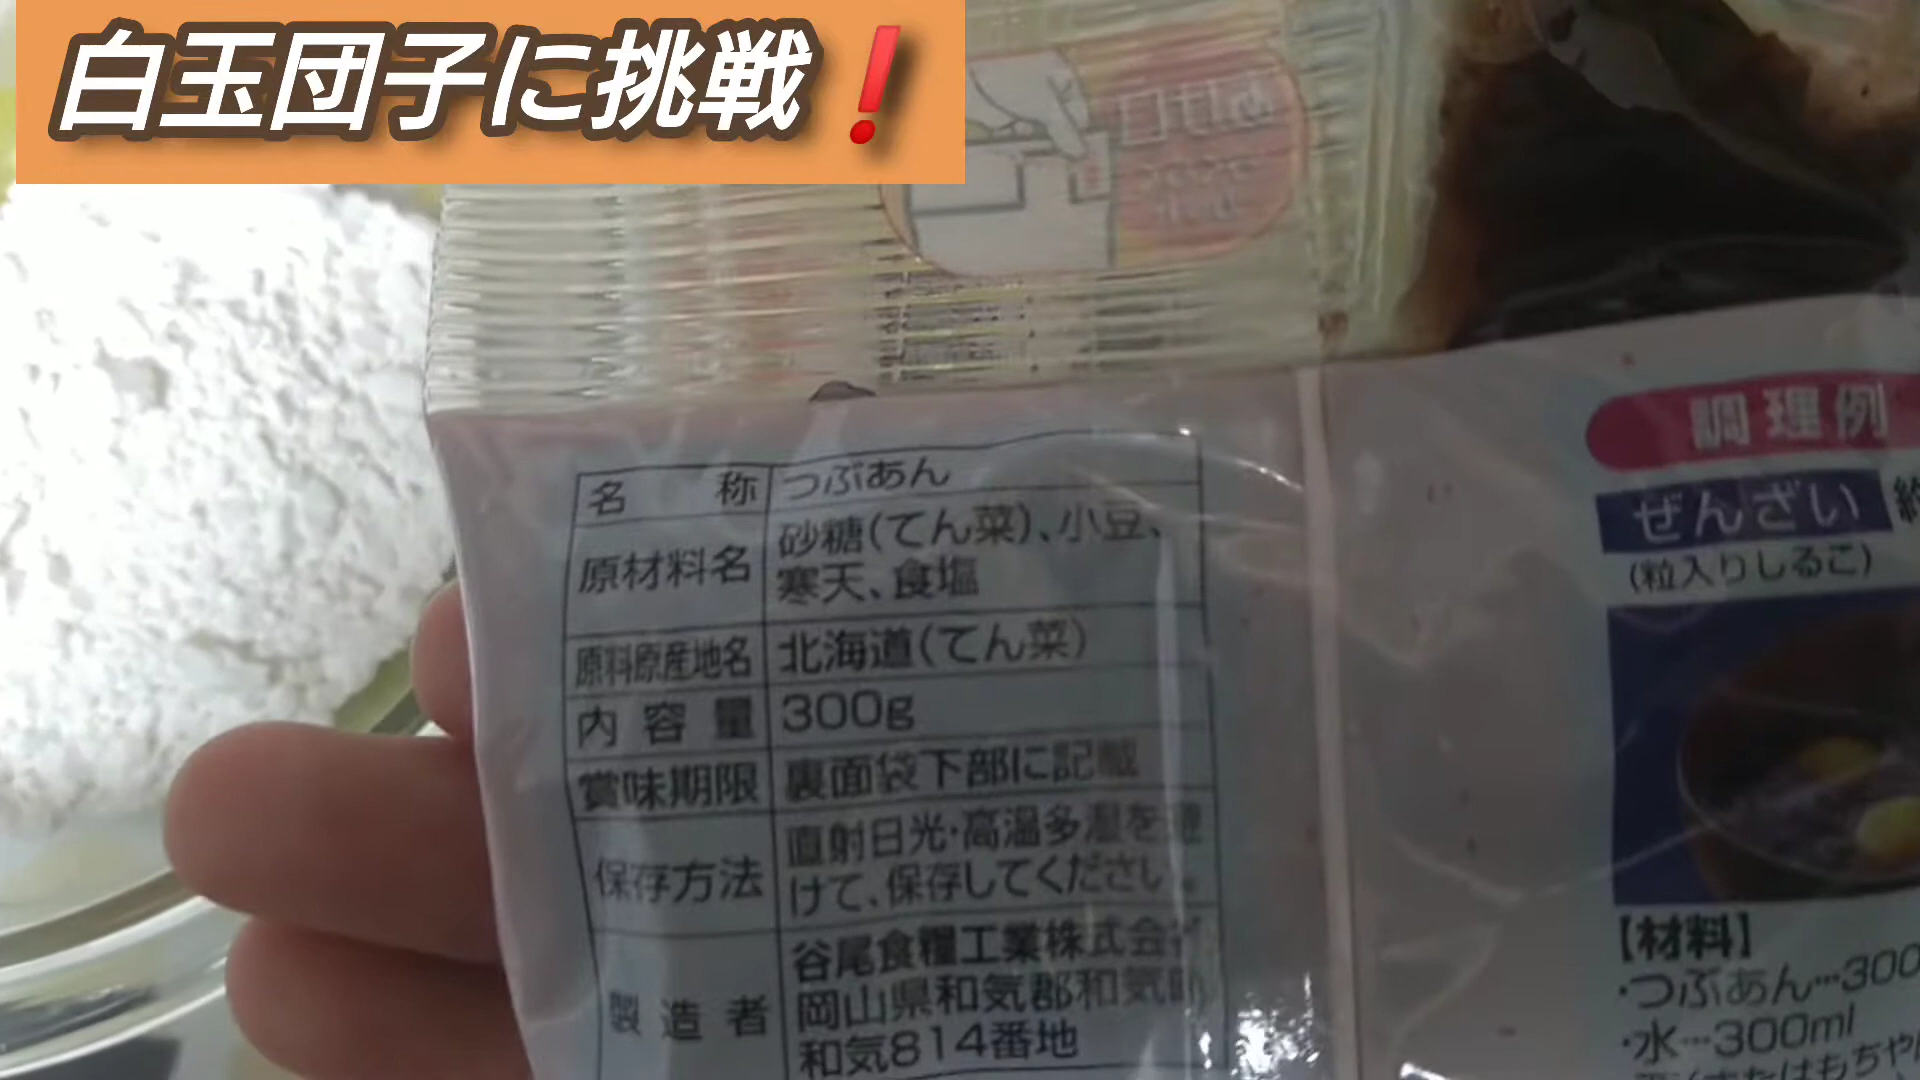 白玉団子に挑戦❗
名称 つぶあん
原材料名 砂糖(てん菜)、小豆、
寒天、食塩
原料原産地名 北海道(てん菜)
内容量 300g
賞味期限 裏面袋下部に記載
保存方法 直射日光・高温多湿を避
けて、保存してください。
製造者 谷尾食糧工業株式会社
岡山県和気郡和気町
和気814番地
調理例
ぜんざい
(粒入りしるこ)
【材料】
・つぶあん…300
・水…300ml